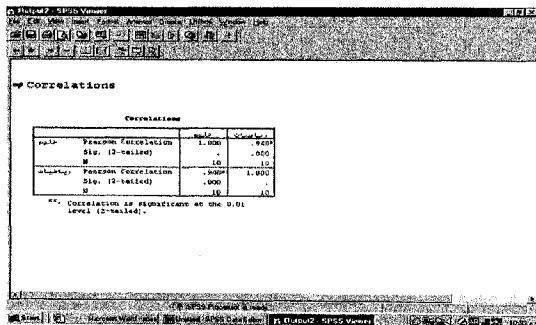 Output2 - SPSS Viewer
File Edit View Insert Format Analyze Graphs Utilities Window Help
Correlations
Correlations
علوم رياضيات
علوم Pearson Correlation 1.000
Sig. (2-tailed) . .000
N 10 10
رياضيات Pearson Correlation 1.000
Sig. (2-tailed) .000 .
N 10 10
**. Correlation is significant at the 0.01
level (2-tailed).
SPSS Processor is ready
Start Output2 - SPSS Viewer